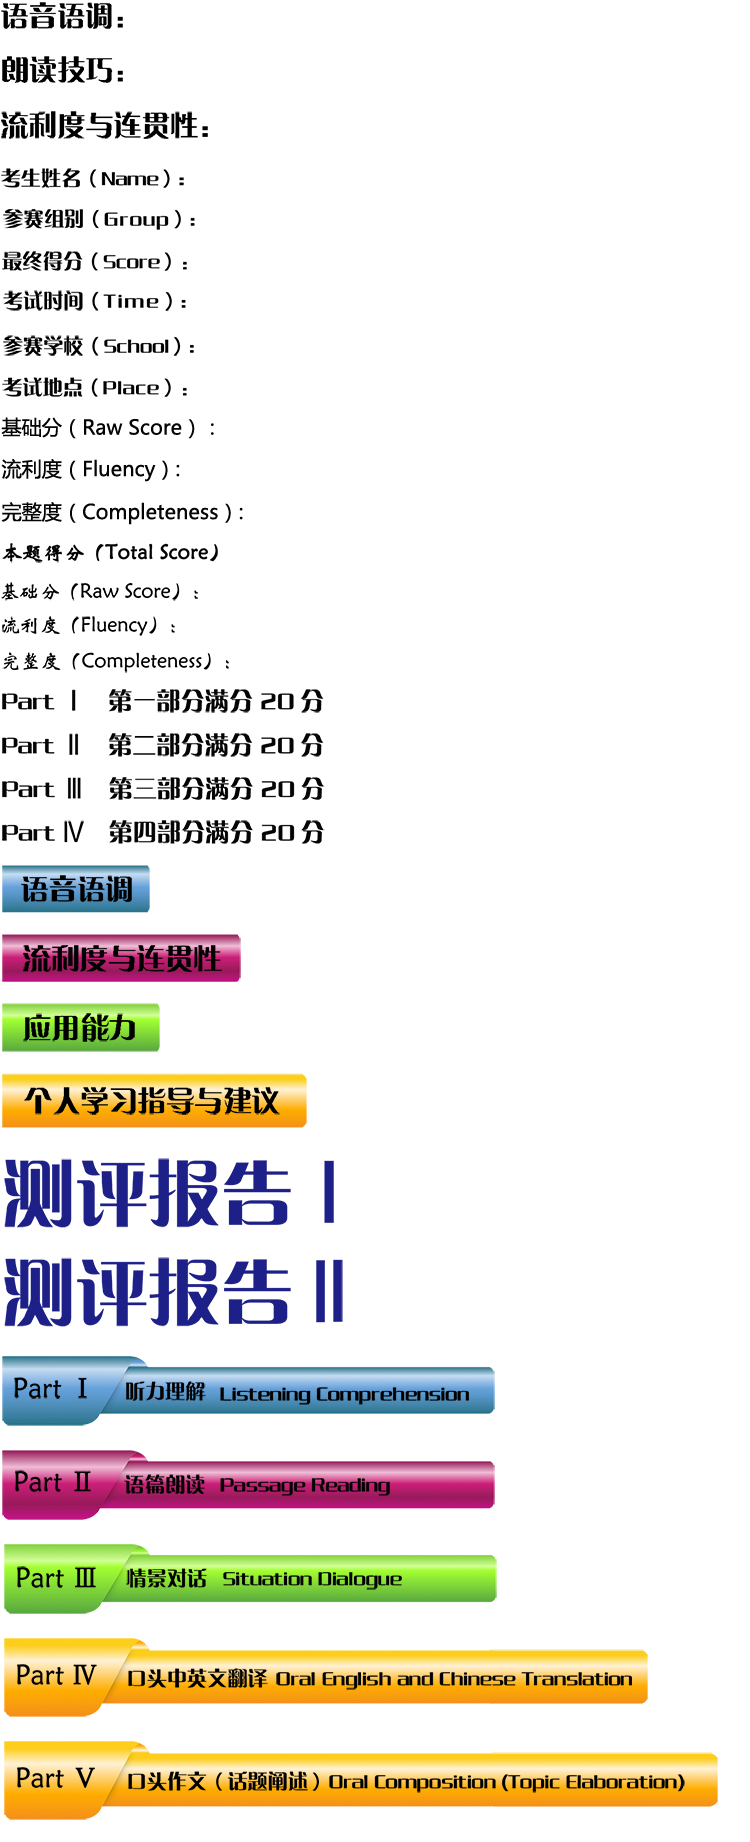 语音语调：
朗读技巧：
流利度与连贯性：
考生姓名（Name）：
参赛组别（Group）：
最终得分（Score）：
考试时间（Time）：
参赛学校（School）：
考试地点（Place）：
基础分（Raw Score）：
流利度（Fluency）：
完整度（Completeness）：
本题得分（Total Score）
基础分（Raw Score）：
流利度（Fluency）：
完整度（Completeness）：
Part Ⅰ 第一部分满分 20 分
Part Ⅱ 第二部分满分 20 分
Part Ⅲ 第三部分满分 20 分
Part Ⅳ 第四部分满分 20 分
语音语调
流利度与连贯性
应用能力
个人学习指导与建议
测评报告Ⅰ
测评报告Ⅱ
Part Ⅰ 听力理解 Listening Comprehension
Part Ⅱ 语篇朗读 Passage Reading
Part Ⅲ 情景对话 Situation Dialogue
Part Ⅳ 口头中英文翻译 Oral English and Chinese Translation
Part Ⅴ 口头作文（话题阐述）Oral Composition (Topic Elaboration)